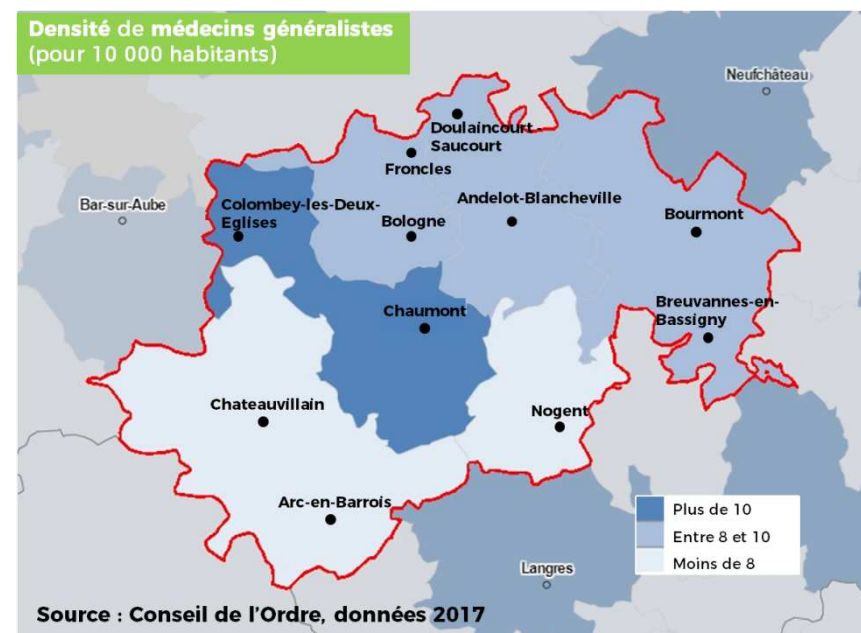 Densité de médecins généralistes
(pour 10 000 habitants)
Neufchâteau
Doulaincourt -
Saucourt
Froncles
Bar-sur-Aube
Colombey-les-Deux-
Eglises
Bologne
Andelot-Blancheville
Bourmont
Breuvannes-en-
Bassigny
Chaumont
Chateauvillain
Nogent
Arc-en-Barrois
Plus de 10
Entre 8 et 10
Moins de 8
Langres
Source : Conseil de l'Ordre, données 2017